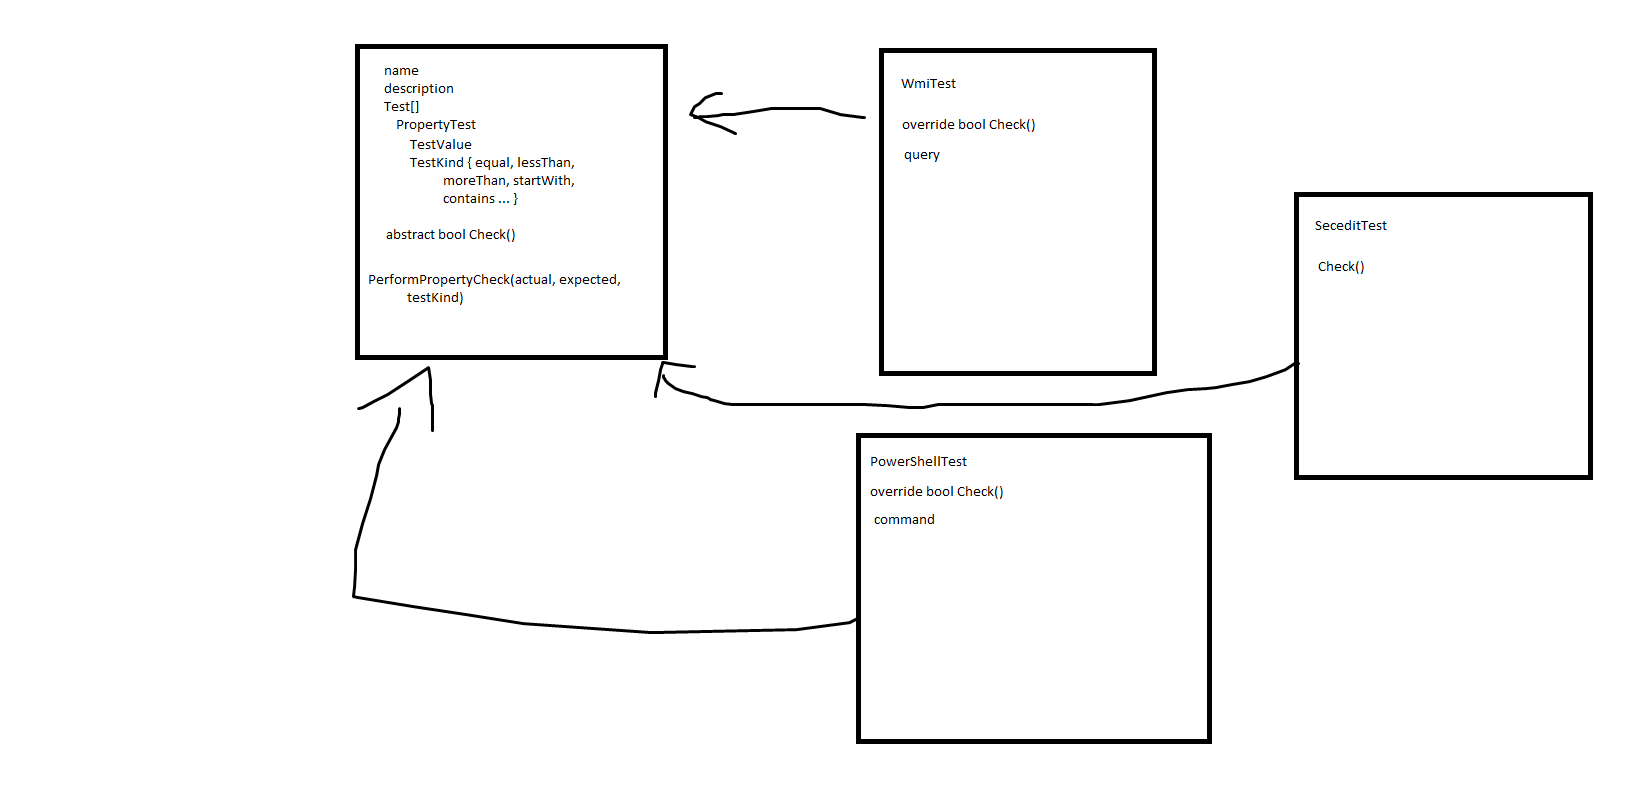 name
description
Test[]
PropertyTest
TestValue
TestKind { equal, lessThan,
moreThan, startWith,
contains ... }
abstract bool Check()
PerformPropertyCheck(actual, expected,
testKind)
WmiTest
override bool Check()
query
SeceditTest
Check()
PowerShellTest
override bool Check()
command